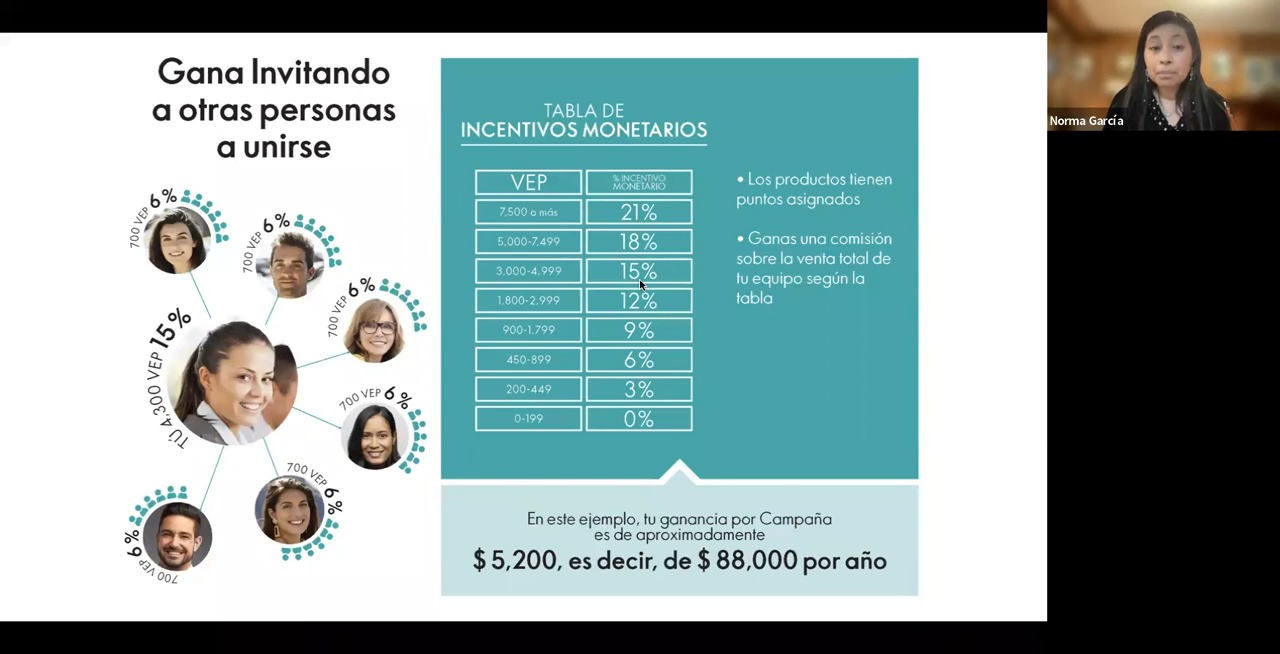 Gana Invitando
a otras personas
a unirse
700 VEP 6%
700 VEP 6%
700 VEP 6%
700 VEP 6%
700 VEP 6%
700 VEP 6%
TÚ 4,300 VEP 15%
TABLA DE
INCENTIVOS MONETARIOS
VEP
% INCENTIVO
MONETARIO
7,500 o más
21%
5,000-7,499
18%
3,000-4,999
15%
1,800-2,999
12%
900-1,799
9%
450-899
6%
200-449
3%
0-199
0%
• Los productos tienen
puntos asignados
• Ganas una comisión
sobre la venta total de
tu equipo según la
tabla
En este ejemplo, tu ganancia por Campaña
es de aproximadamente
$ 5,200, es decir, de $ 88,000 por año
Norma García